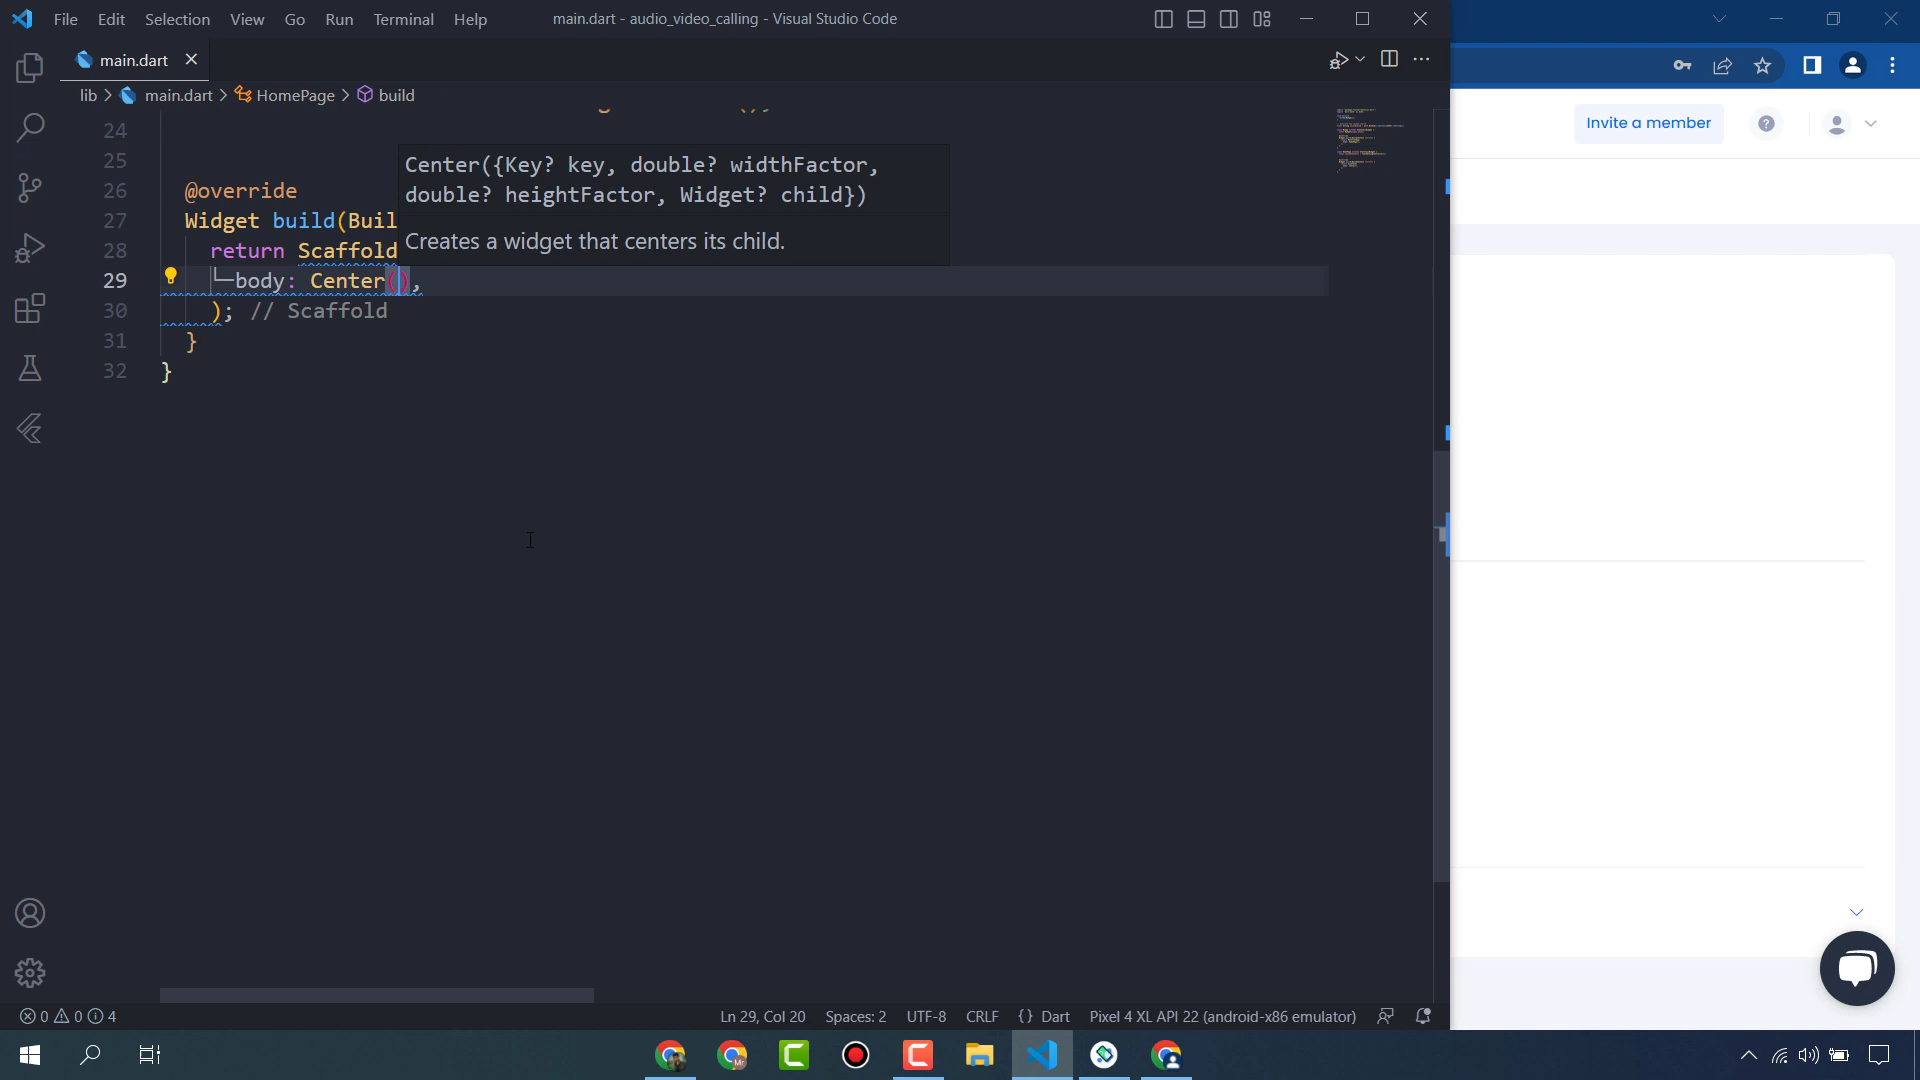 File Edit Selection View Go Run Terminal Help
main.dart - audio_video_calling - Visual Studio Code
main.dart
lib > main.dart > HomePage > build
24
25
26 @override
27 Widget build(Buil
28 return Scaffold
29 body: Center(),
30 ); // Scaffold
31 }
32 }
Center({Key? key, double? widthFactor,
double? heightFactor, Widget? child})
Creates a widget that centers its child.
Invite a member
0 0 4
Ln 29, Col 20 Spaces: 2 UTF-8 CRLF {} Dart Pixel 4 XL API 22 (android-x86 emulator)